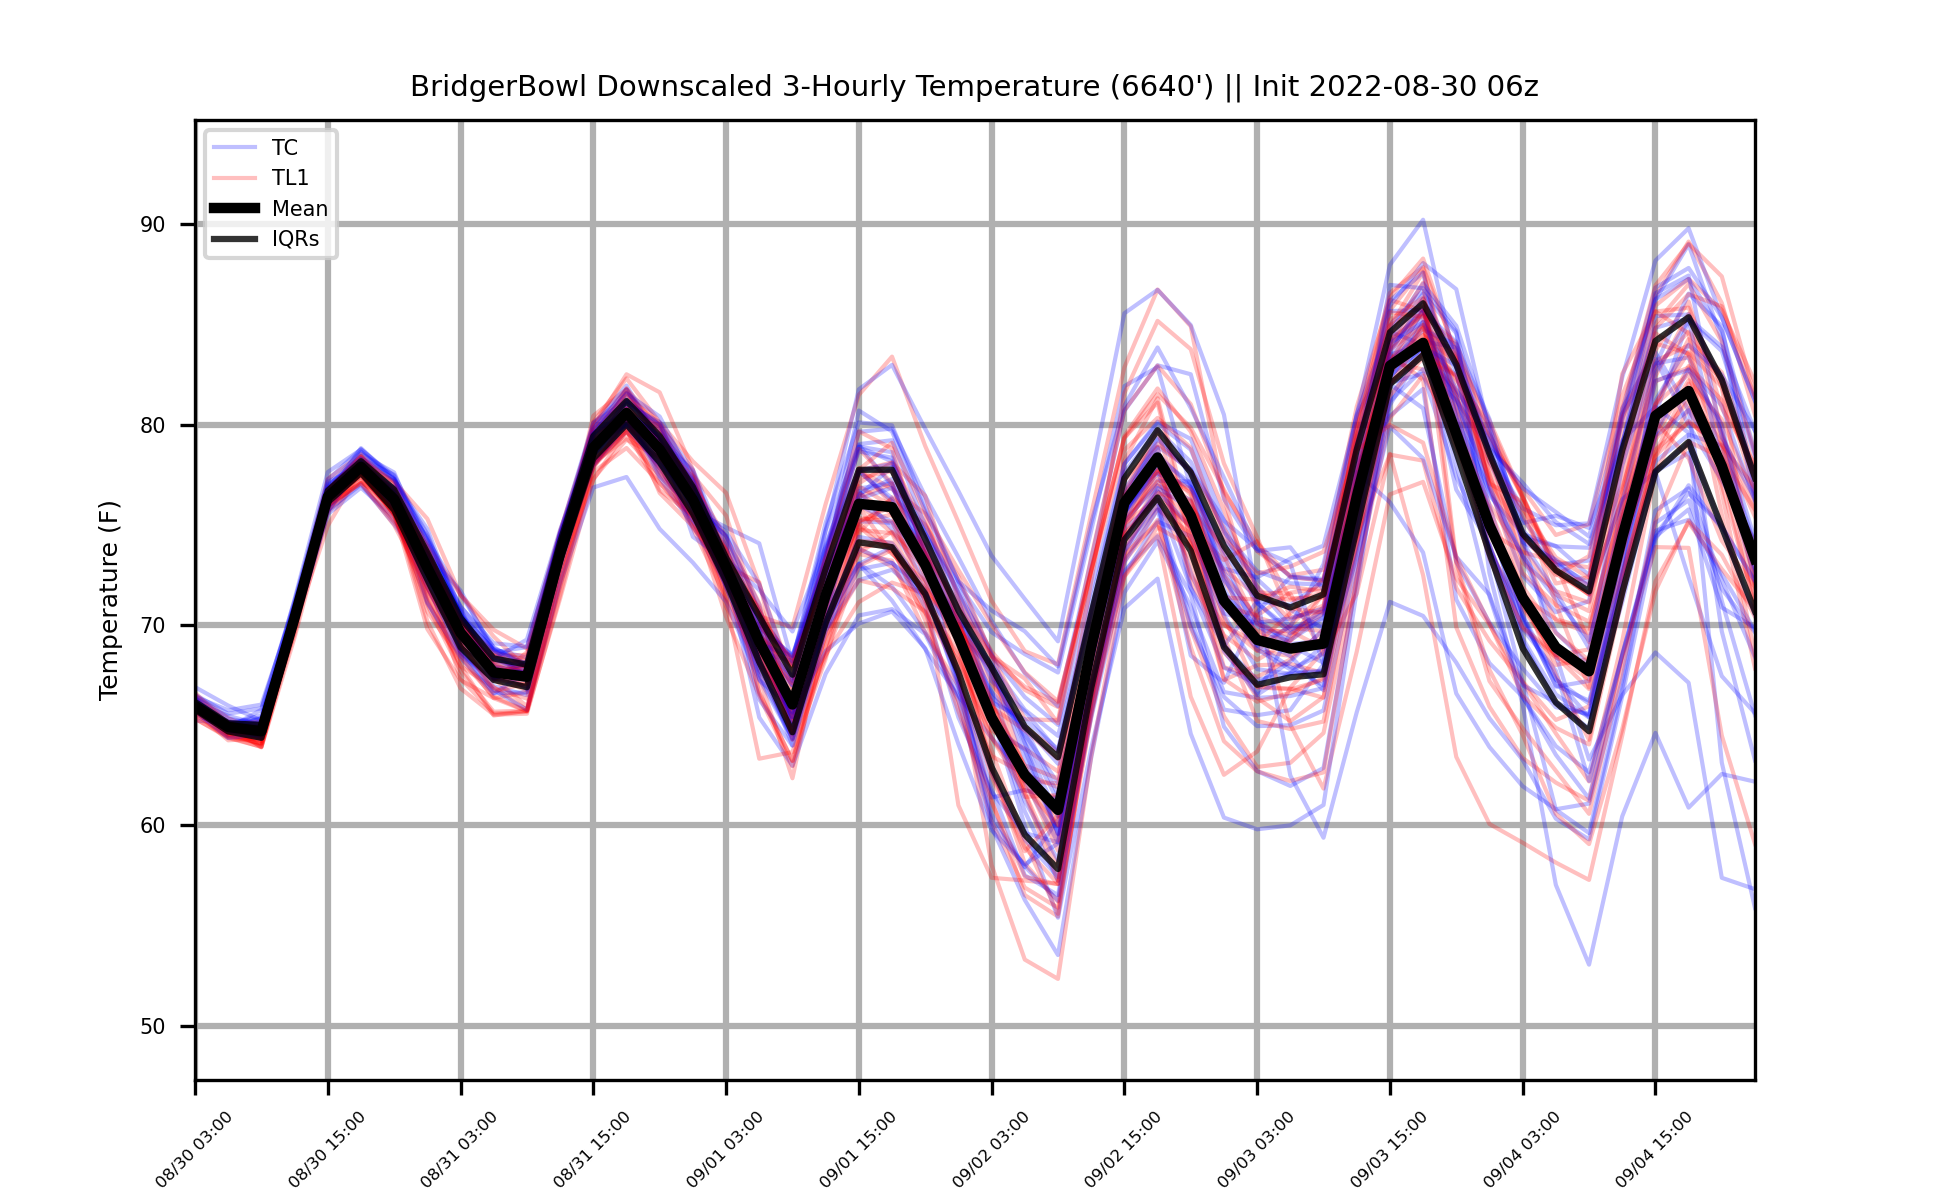 BridgerBowl Downscaled 3-Hourly Temperature (6640') || Init 2022-08-30 06z
TC
TL1
Mean
IQRs
Temperature (F)
90
80
70
60
50
08/30 03:00
08/30 15:00
08/31 03:00
08/31 15:00
09/01 03:00
09/01 15:00
09/02 03:00
09/02 15:00
09/03 03:00
09/03 15:00
09/04 03:00
09/04 15:00